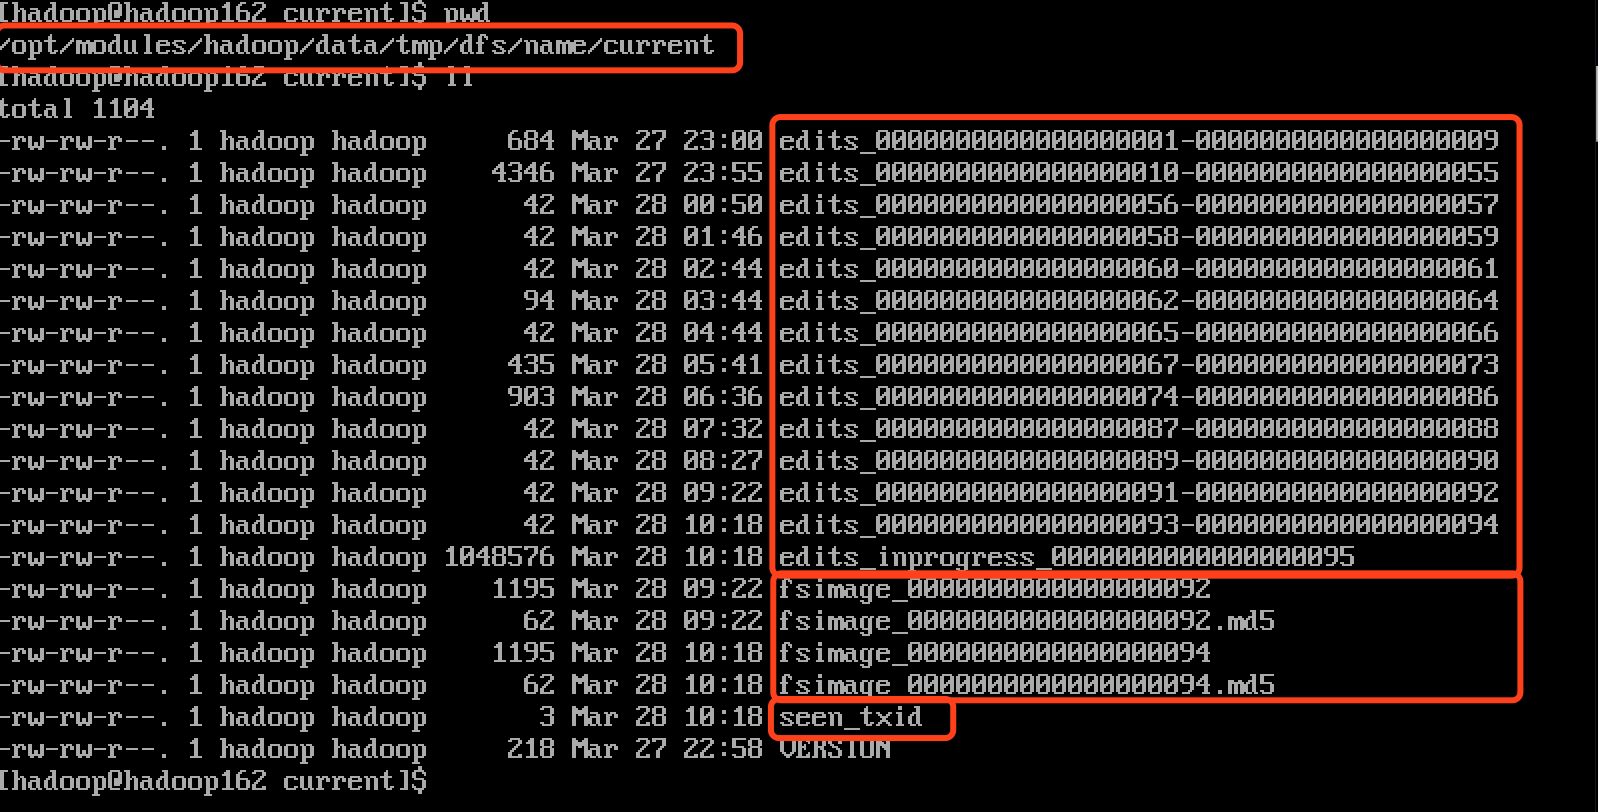 [hadoop@hadoop162 current]$ pwd
/opt/modules/hadoop/data/tmp/dfs/name/current
[hadoop@hadoop162 current]$ ll
total 1104
-rw-rw-r--. 1 hadoop hadoop     684 Mar 27 23:00 edits_0000000000000000001-0000000000000000009
-rw-rw-r--. 1 hadoop hadoop    4346 Mar 27 23:55 edits_0000000000000000010-0000000000000000055
-rw-rw-r--. 1 hadoop hadoop      42 Mar 28 00:50 edits_0000000000000000056-0000000000000000057
-rw-rw-r--. 1 hadoop hadoop      42 Mar 28 01:46 edits_0000000000000000058-0000000000000000059
-rw-rw-r--. 1 hadoop hadoop      42 Mar 28 02:44 edits_0000000000000000060-0000000000000000061
-rw-rw-r--. 1 hadoop hadoop      94 Mar 28 03:44 edits_0000000000000000062-0000000000000000064
-rw-rw-r--. 1 hadoop hadoop      42 Mar 28 04:44 edits_0000000000000000065-0000000000000000066
-rw-rw-r--. 1 hadoop hadoop     435 Mar 28 05:41 edits_0000000000000000067-0000000000000000073
-rw-rw-r--. 1 hadoop hadoop     903 Mar 28 06:36 edits_0000000000000000074-0000000000000000086
-rw-rw-r--. 1 hadoop hadoop      42 Mar 28 07:32 edits_0000000000000000087-0000000000000000088
-rw-rw-r--. 1 hadoop hadoop      42 Mar 28 08:27 edits_0000000000000000089-0000000000000000090
-rw-rw-r--. 1 hadoop hadoop      42 Mar 28 09:22 edits_0000000000000000091-0000000000000000092
-rw-rw-r--. 1 hadoop hadoop      42 Mar 28 10:18 edits_0000000000000000093-0000000000000000094
-rw-rw-r--. 1 hadoop hadoop 1048576 Mar 28 10:18 edits_inprogress_0000000000000000095
-rw-rw-r--. 1 hadoop hadoop    1195 Mar 28 09:22 fsimage_0000000000000000092
-rw-rw-r--. 1 hadoop hadoop      62 Mar 28 09:22 fsimage_0000000000000000092.md5
-rw-rw-r--. 1 hadoop hadoop    1195 Mar 28 10:18 fsimage_0000000000000000094
-rw-rw-r--. 1 hadoop hadoop      62 Mar 28 10:18 fsimage_0000000000000000094.md5
-rw-rw-r--. 1 hadoop hadoop       3 Mar 28 10:18 seen_txid
-rw-rw-r--. 1 hadoop hadoop     218 Mar 27 22:58 VERSION
[hadoop@hadoop162 current]$